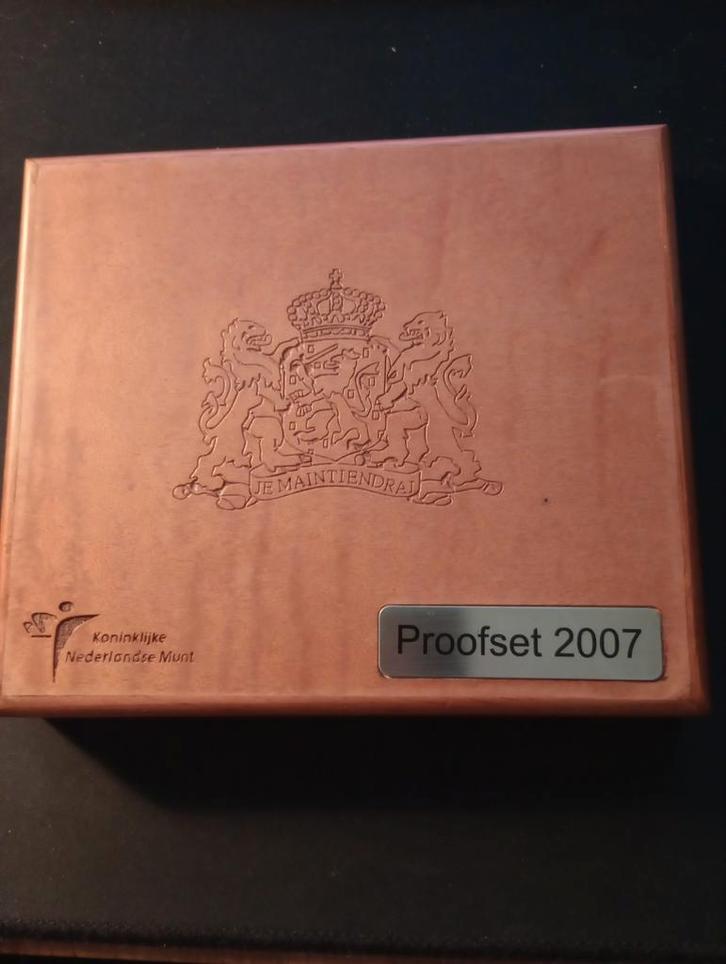 JE MAINTIENDRAI
Koninklijke
Nederlandse Munt
Proofset 2007